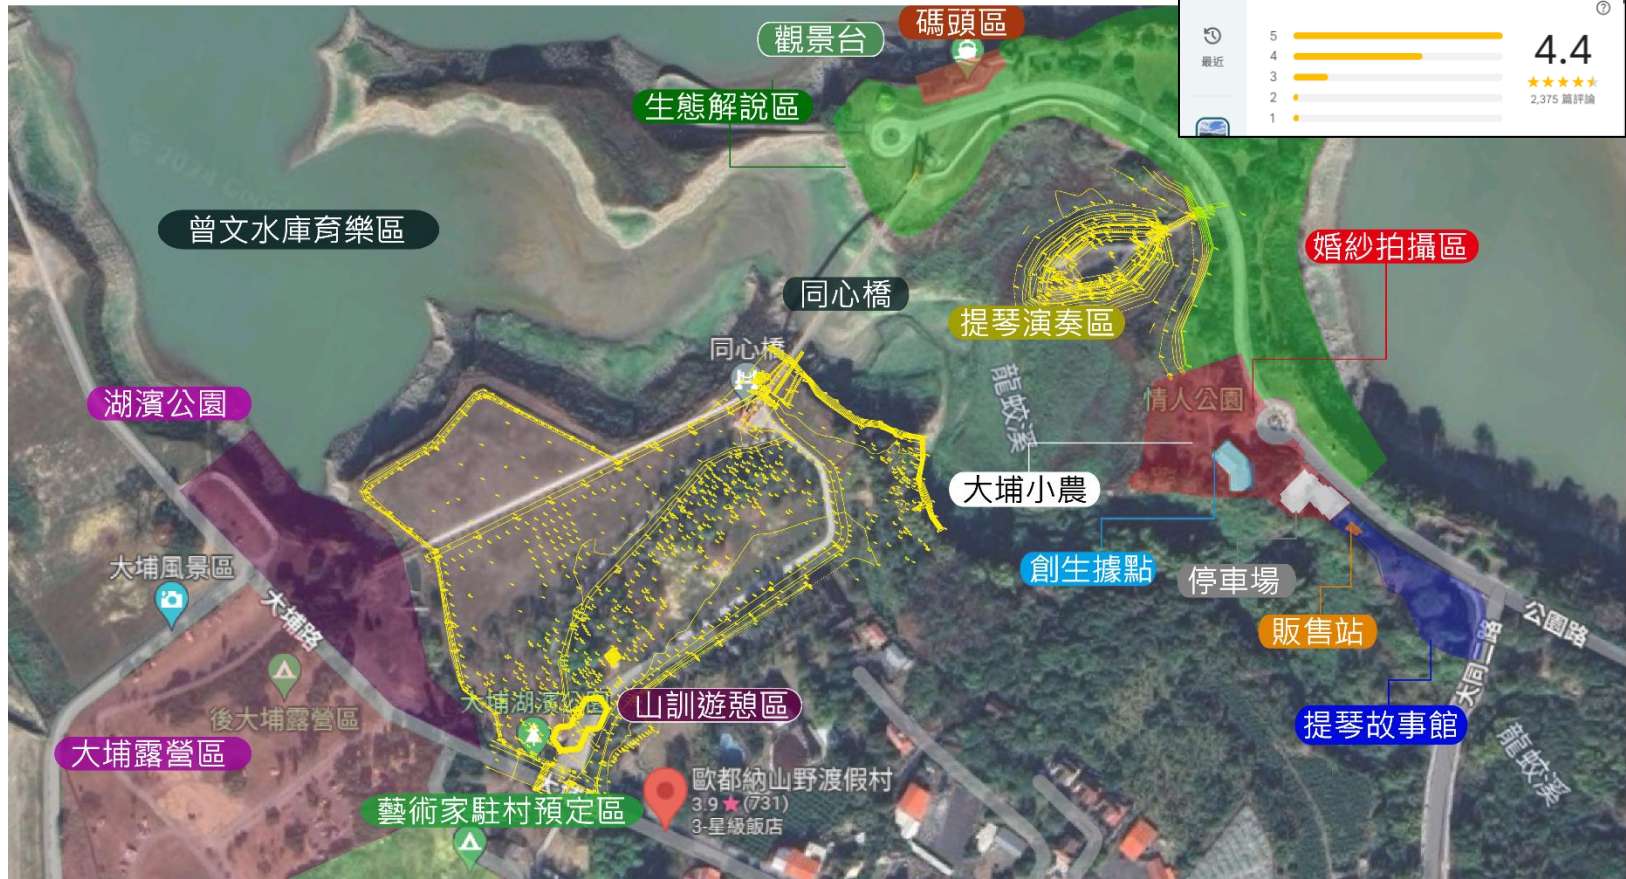 碼頭區
觀景台
最近
5
4
3
2
1
4.4
2,375 篇評論
生態解說區
© 2024 Google
曾文水庫育樂區
婚紗拍攝區
同心橋
提琴演奏區
同心橋
龍蛟溪
湖濱公園
情人公園
大埔小農
大埔風景區
創生據點
停車場
大埔路
販售站
公園路
大同二路
後大埔露營區
大埔湖濱公園
山訓遊憩區
提琴故事館
龍蛟溪
大埔露營區
歐都納山野渡假村
3.9 ★ (731)
3-星級飯店
藝術家駐村預定區